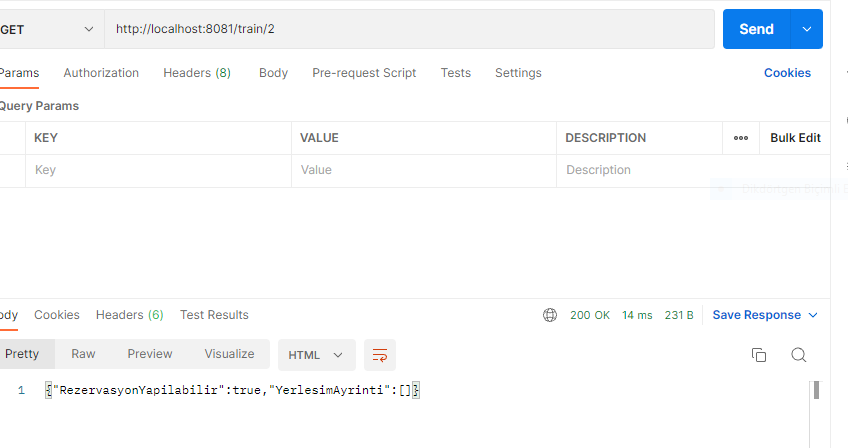 GET http://localhost:8081/train/2 Send
Params Authorization Headers (8) Body Pre-request Script Tests Settings Cookies
Query Params
KEY VALUE DESCRIPTION ••• Bulk Edit
Key Value Description
ody Cookies Headers (6) Test Results 200 OK 14 ms 231 B Save Response
Pretty Raw Preview Visualize HTML
1 {"RezervasyonYapilabilir":true,"YerlesimAyrinti":[]}